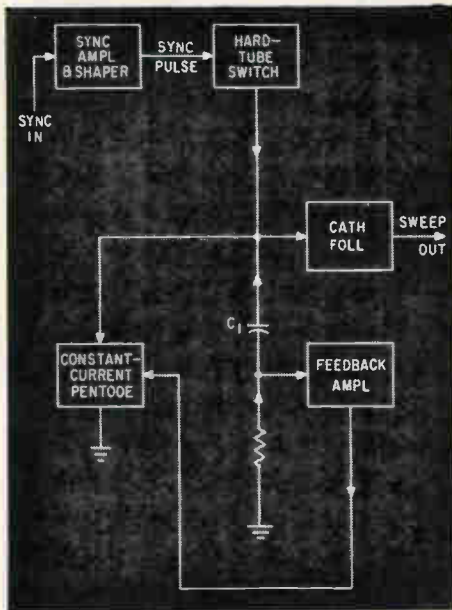 SYNC
AMPL
& SHAPER
SYNC
PULSE
HARD-
TUBE
SWITCH
SYNC
IN
CATH
FOLL
SWEEP
OUT
C1
CONSTANT-
CURRENT
PENTODE
FEEDBACK
AMPL